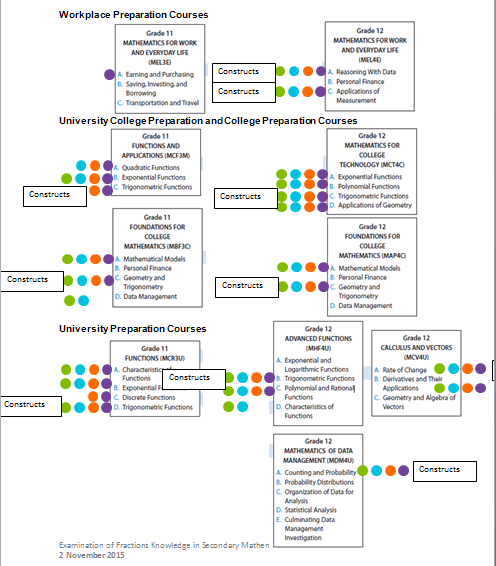 Workplace Preparation Courses
Grade 11
MATHEMATICS FOR WORK
AND EVERYDAY LIFE
(MEL3E)
A. Earning and Purchasing
B. Saving, Investing, and
Borrowing
C. Transportation and Travel
Constructs
Constructs
Grade 12
MATHEMATICS FOR WORK
AND EVERYDAY LIFE
(MEL4E)
A. Reasoning With Data
B. Personal Finance
C. Applications of
Measurement
University College Preparation and College Preparation Courses
Grade 11
FUNCTIONS AND
APPLICATIONS (MCF3M)
A. Quadratic Functions
B. Exponential Functions
C. Trigonometric Functions
Constructs
Grade 12
MATHEMATICS FOR
COLLEGE
TECHNOLOGY (MCT4C)
A. Exponential Functions
B. Polynomial Functions
C. Trigonometric Functions
D. Applications of Geometry
Constructs
Grade 11
FOUNDATIONS FOR
COLLEGE
MATHEMATICS (MBF3C)
A. Mathematical Models
B. Personal Finance
C. Geometry and
Trigonometry
D. Data Management
Constructs
Grade 12
FOUNDATIONS FOR
COLLEGE
MATHEMATICS (MAP4C)
A. Mathematical Models
B. Personal Finance
C. Geometry and
Trigonometry
D. Data Management
Constructs
University Preparation Courses
Grade 11
FUNCTIONS (MCR3U)
A. Characteristics of
Functions
B. Exponential
C. Discrete Functions
D. Trigonometric Functions
Constructs
Constructs
Grade 12
ADVANCED FUNCTIONS
(MHF4U)
A. Exponential and
Logarithmic Functions
B. Trigonometric Functions
C. Polynomial and Rational
Functions
D. Characteristics of
Functions
Grade 12
CALCULUS AND VECTORS
(MCV4U)
A. Rate of Change
B. Derivatives and Their
Applications
C. Geometry and Algebra of
Vectors
Grade 12
MATHEMATICS OF DATA
MANAGEMENT (MDM4U)
A. Counting and Probability
B. Probability Distributions
C. Organization of Data for
Analysis
D. Statistical Analysis
E. Culminating Data
Management
Investigation
Constructs
Examination of Fractions Knowledge in Secondary Mathen
2 November 2015